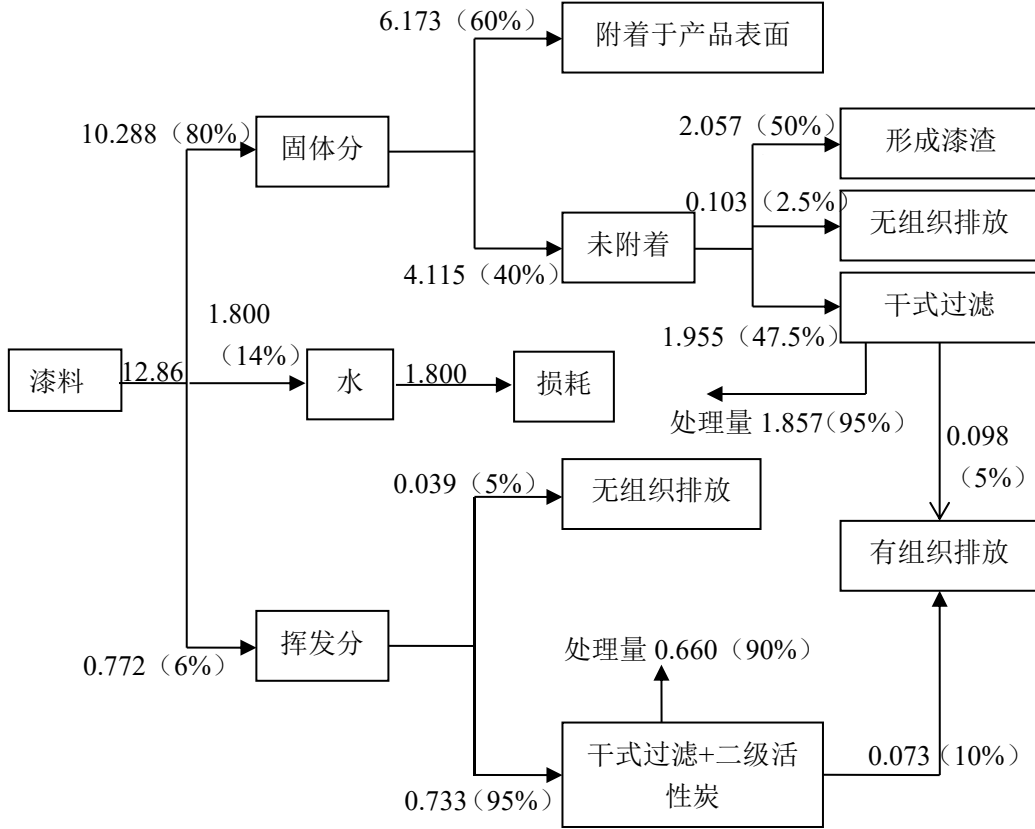 6.173（60%）
附着于产品表面
10.288（80%）
固体分
2.057（50%）
形成漆渣
0.103（2.5%）
无组织排放
未附着
4.115（40%）
干式过滤
1.955（47.5%）
1.800
（14%）
漆料
12.86
水
1.800
损耗
处理量 1.857（95%）
0.098
（5%）
0.039（5%）
无组织排放
有组织排放
挥发分
0.772（6%）
处理量 0.660（90%）
干式过滤+二级活
性炭
0.073（10%）
0.733（95%）